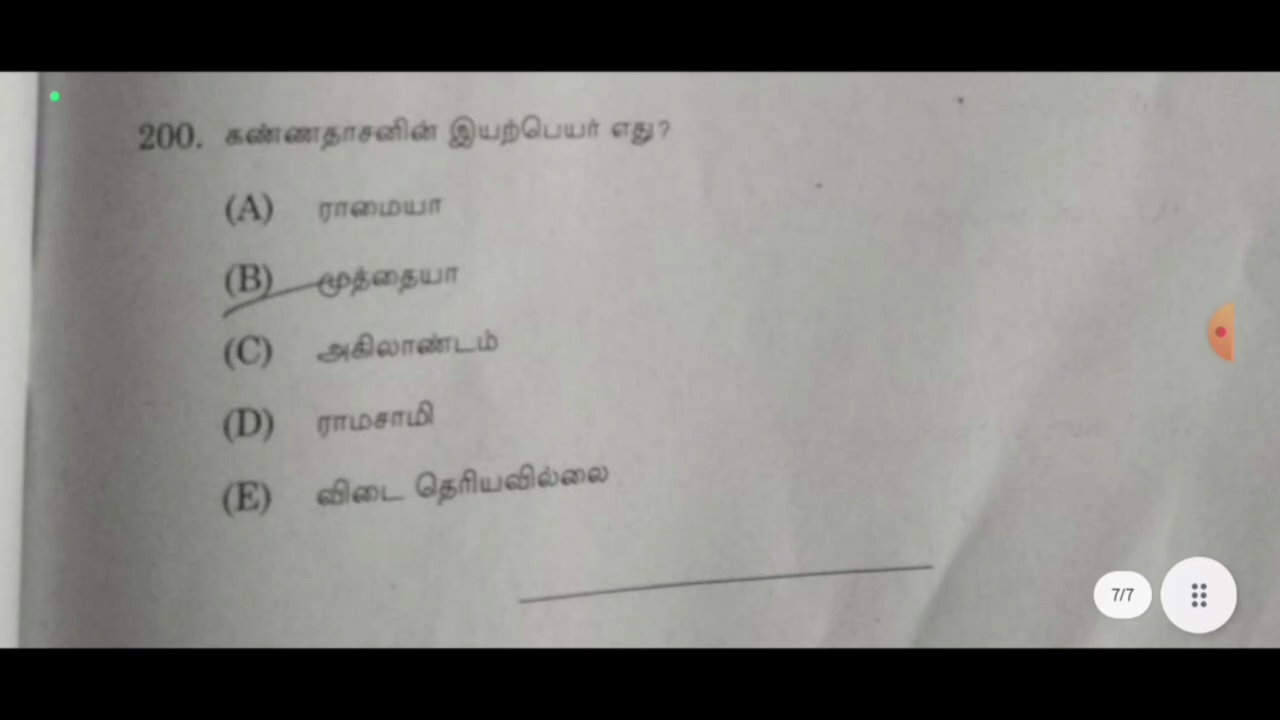 200. கண்ணதாசனின் இயற்பெயர் எது?
(A) ராமையா
(B) முத்தையா
(C) அகிலாண்டம்
(D) ராமசாமி
(E) விடை தெரியவில்லை
7/7